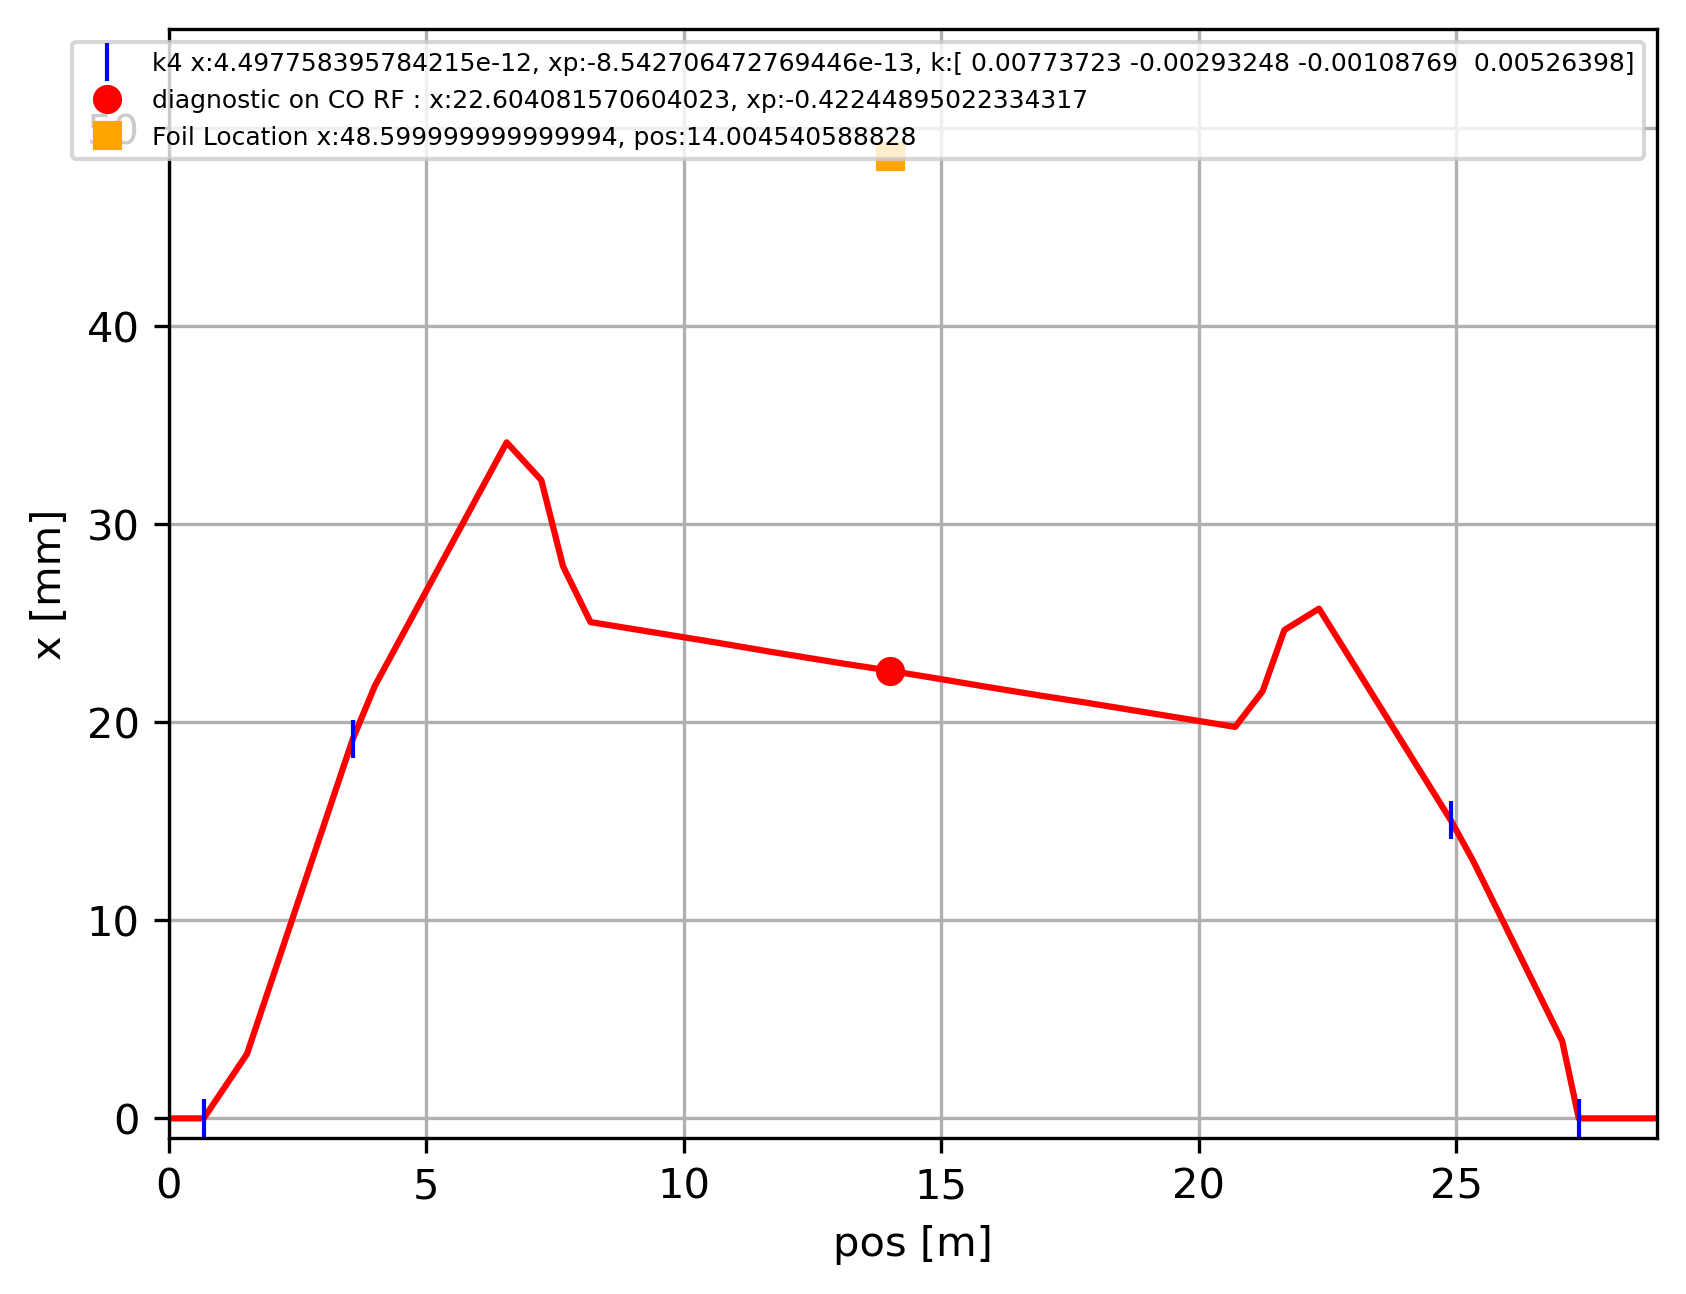 k4 x:4.497758395784215e-12, xp:-8.542706472769446e-13, k:[ 0.00773723 -0.00293248 -0.00108769  0.00526398]
diagnostic on CO RF : x:22.604081570604023, xp:-0.42244895022334317
Foil Location x:48.599999999999994, pos:14.004540588828
50
40
30
20
10
0
x [mm]
0 5 10 15 20 25
pos [m]